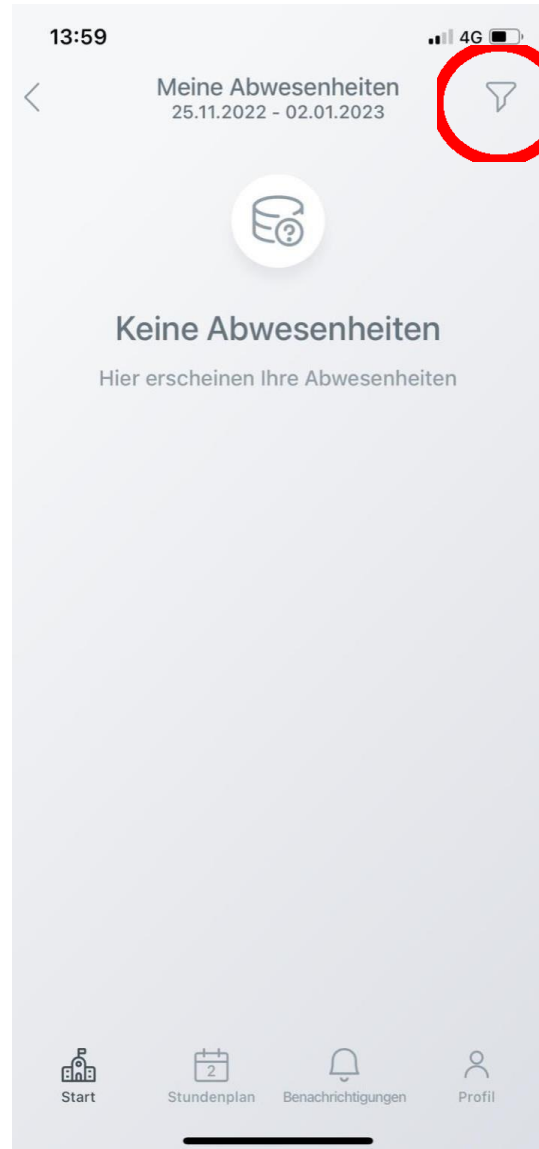 13:59
4G
Meine Abwesenheiten
25.11.2022 - 02.01.2023
?
Keine Abwesenheiten
Hier erscheinen Ihre Abwesenheiten
2
Start
Stundenplan
Benachrichtigungen
Profil